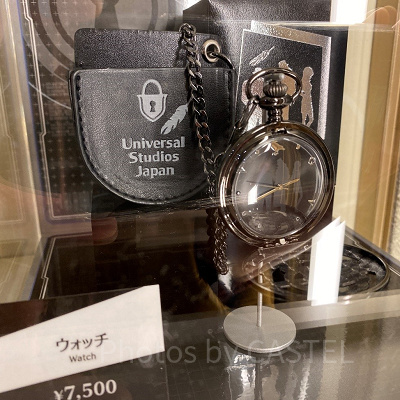 Universal
Studios
Japan
ウォッチ
Watch
¥7,500
Photos by CASTEL